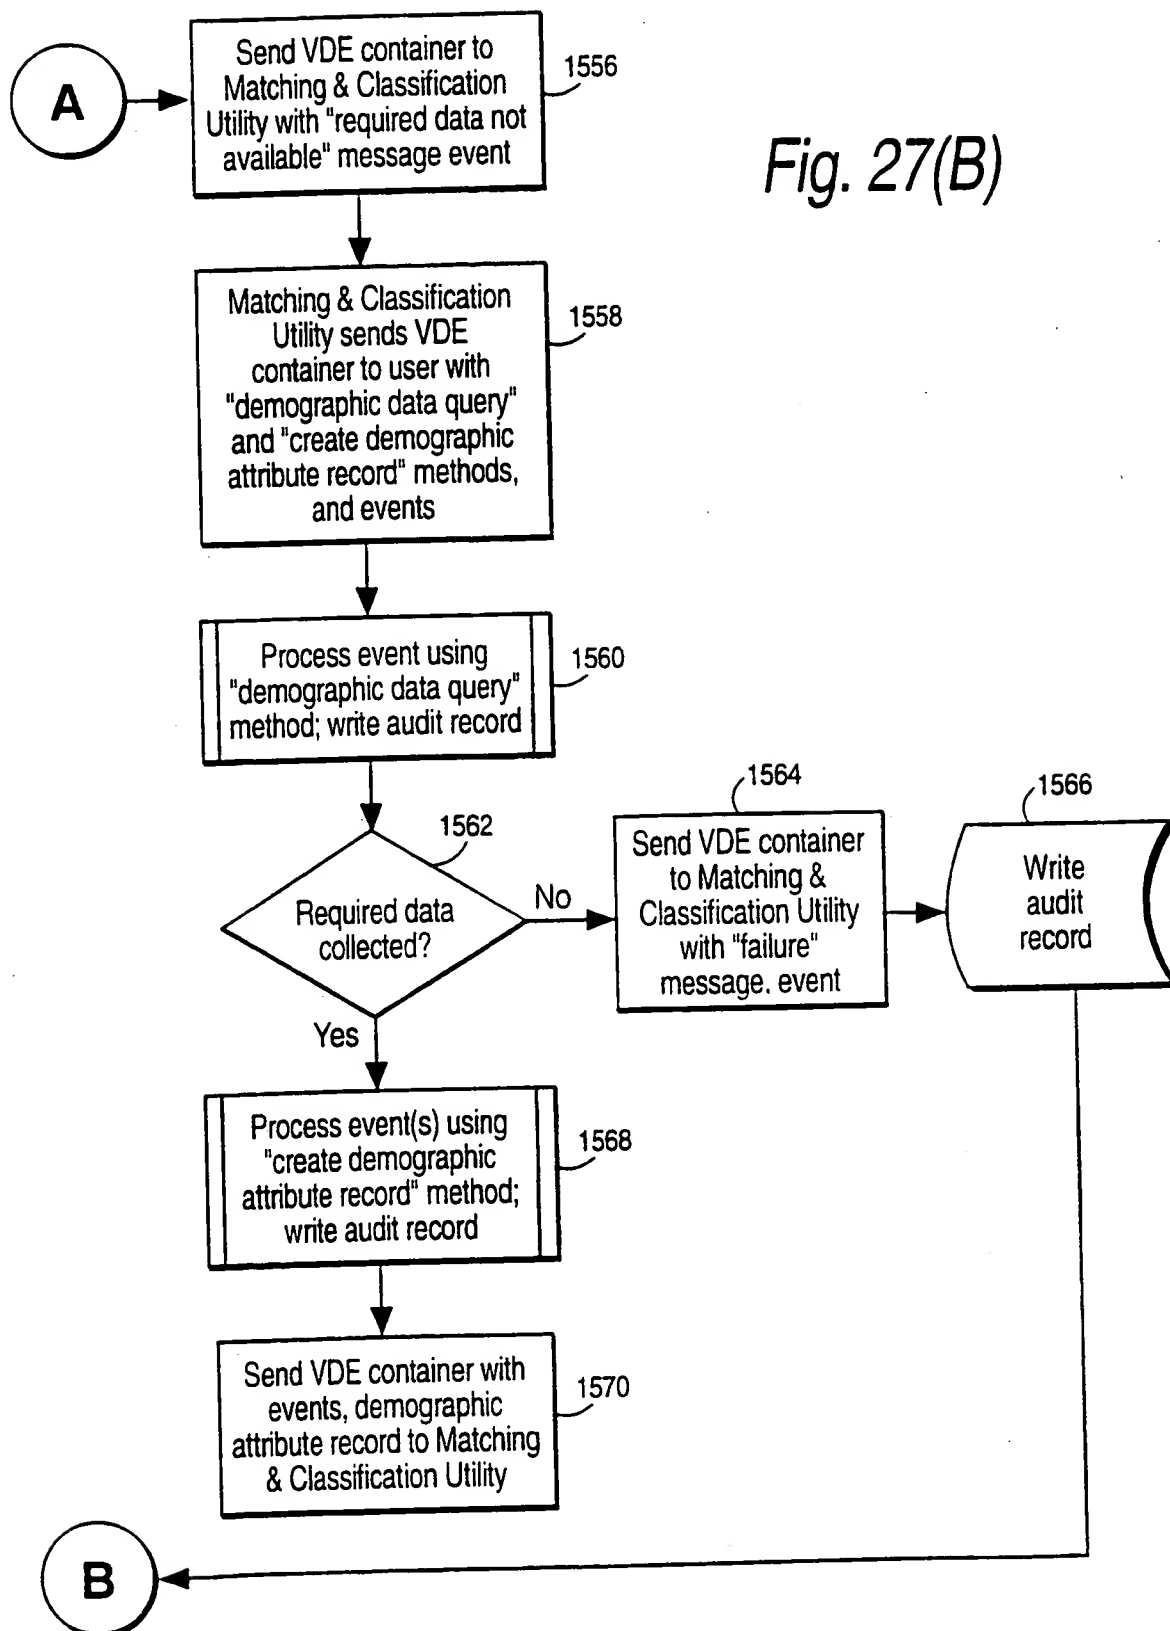 A
Send VDE container to
Matching & Classification
Utility with "required data not
available" message event
1556
Fig. 27(B)
Matching & Classification
Utility sends VDE
container to user with
"demographic data query"
and "create demographic
attribute record" methods,
and events
1558
Process event using
"demographic data query"
method; write audit record
1560
Required data
collected?
1562
No
Yes
Send VDE container
to Matching &
Classification Utility
with "failure"
message. event
1564
Write
audit
record
1566
Process event(s) using
"create demographic
attribute record" method;
write audit record
1568
Send VDE container with
events, demographic
attribute record to Matching
& Classification Utility
1570
B